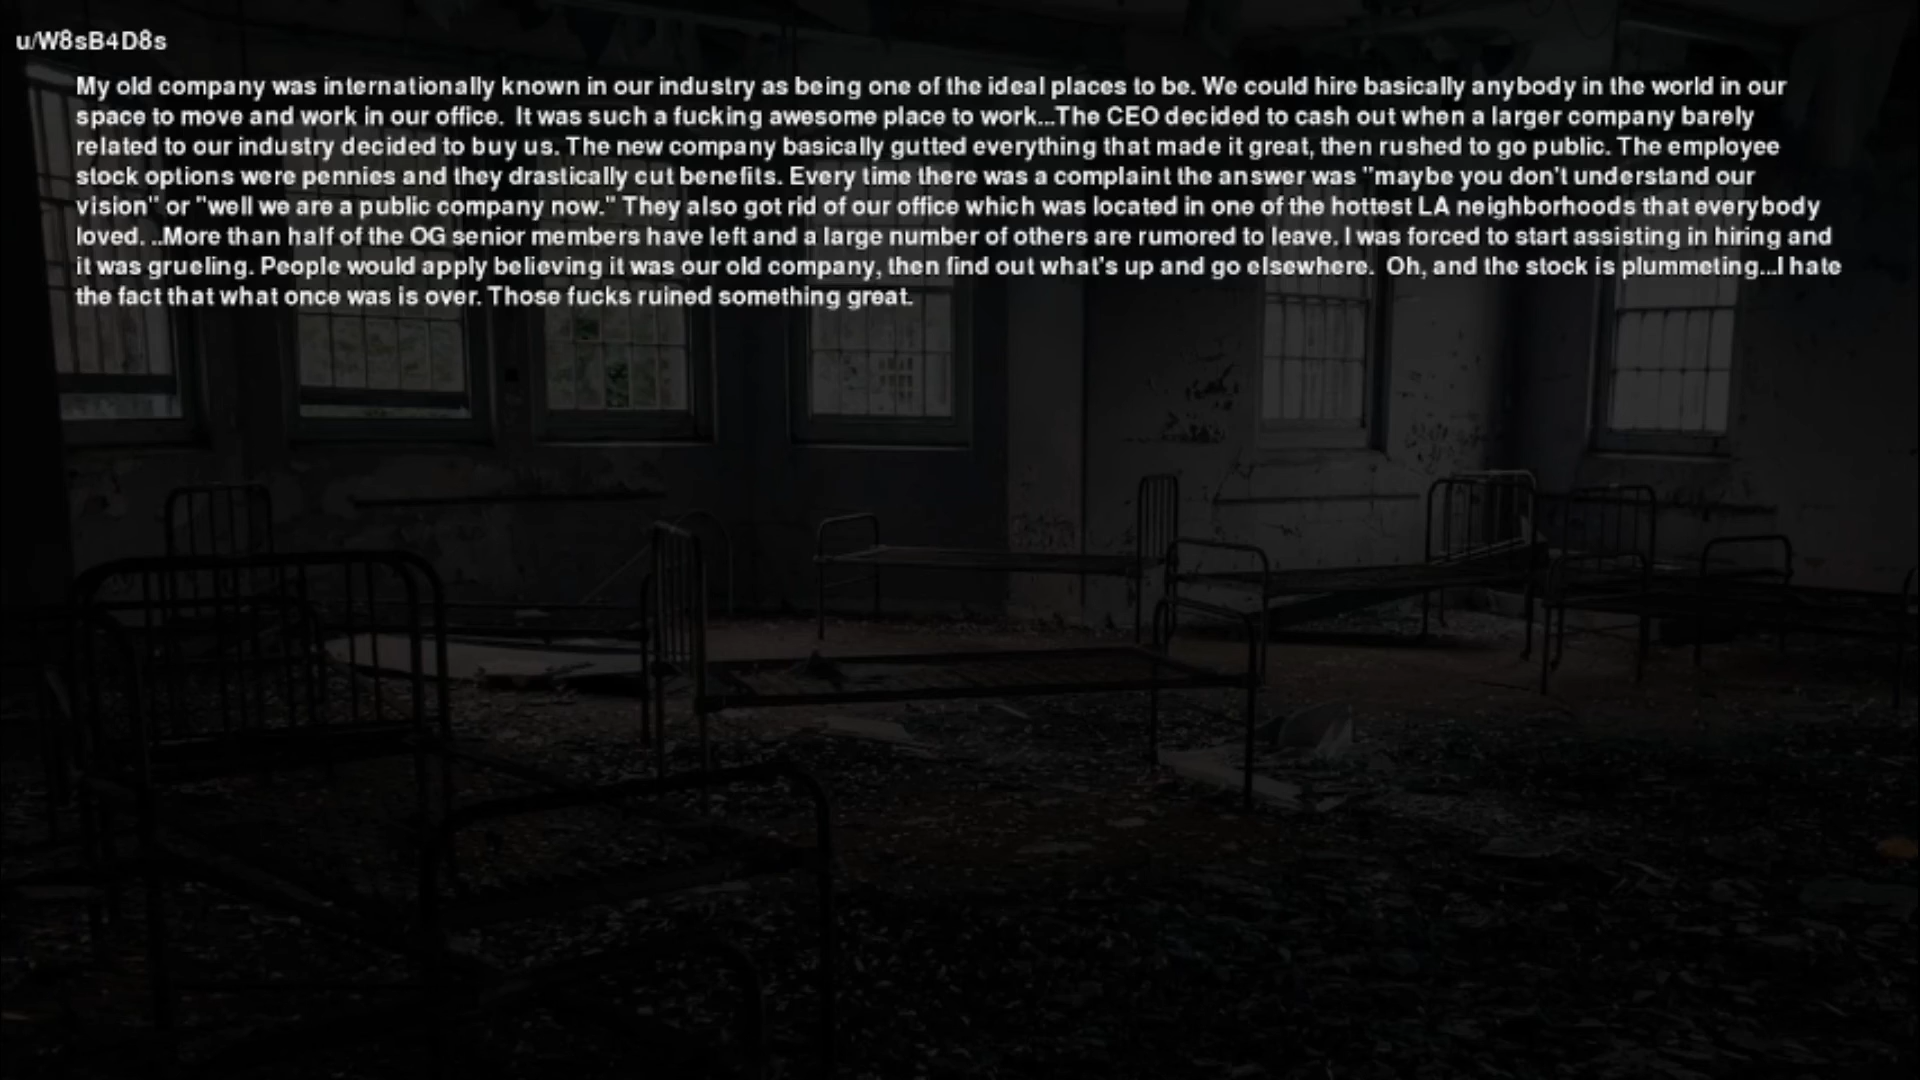 u/W8sB4D8s
My old company was internationally known in our industry as being one of the ideal places to be. We could hire basically anybody in the world in our
space to move and work in our office.  It was such a fucking awesome place to work...The CEO decided to cash out when a larger company barely
related to our industry decided to buy us. The new company basically gutted everything that made it great, then rushed to go public. The employee
stock options were pennies and they drastically cut benefits. Every time there was a complaint the answer was "maybe you don't understand our
vision" or "well we are a public company now." They also got rid of our office which was located in one of the hottest LA neighborhoods that everybody
loved. ..More than half of the OG senior members have left and a large number of others are rumored to leave. I was forced to start assisting in hiring and
it was grueling. People would apply believing it was our old company, then find out what's up and go elsewhere.  Oh, and the stock is plummeting...I hate
the fact that what once was is over. Those fucks ruined something great.